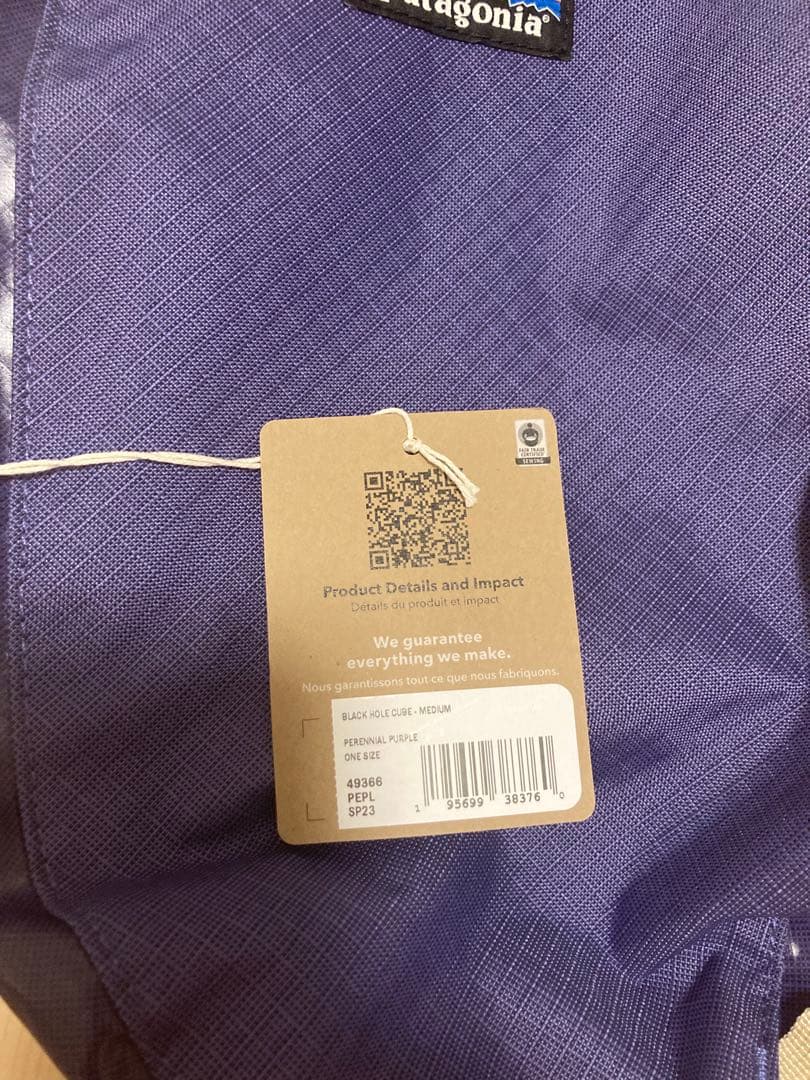 Patagonia®
FAIR TRADE
CERTIFIED
SEWING
Product Details and Impact
Détails du produit et impact
We guarantee
everything we make.
Nous garantissons tout ce que nous fabriquons.
BLACK HOLE CUBE - MEDIUM
PERENNIAL PURPLE
ONE SIZE
49366
PEPL
SP23
1 95699 38376 0